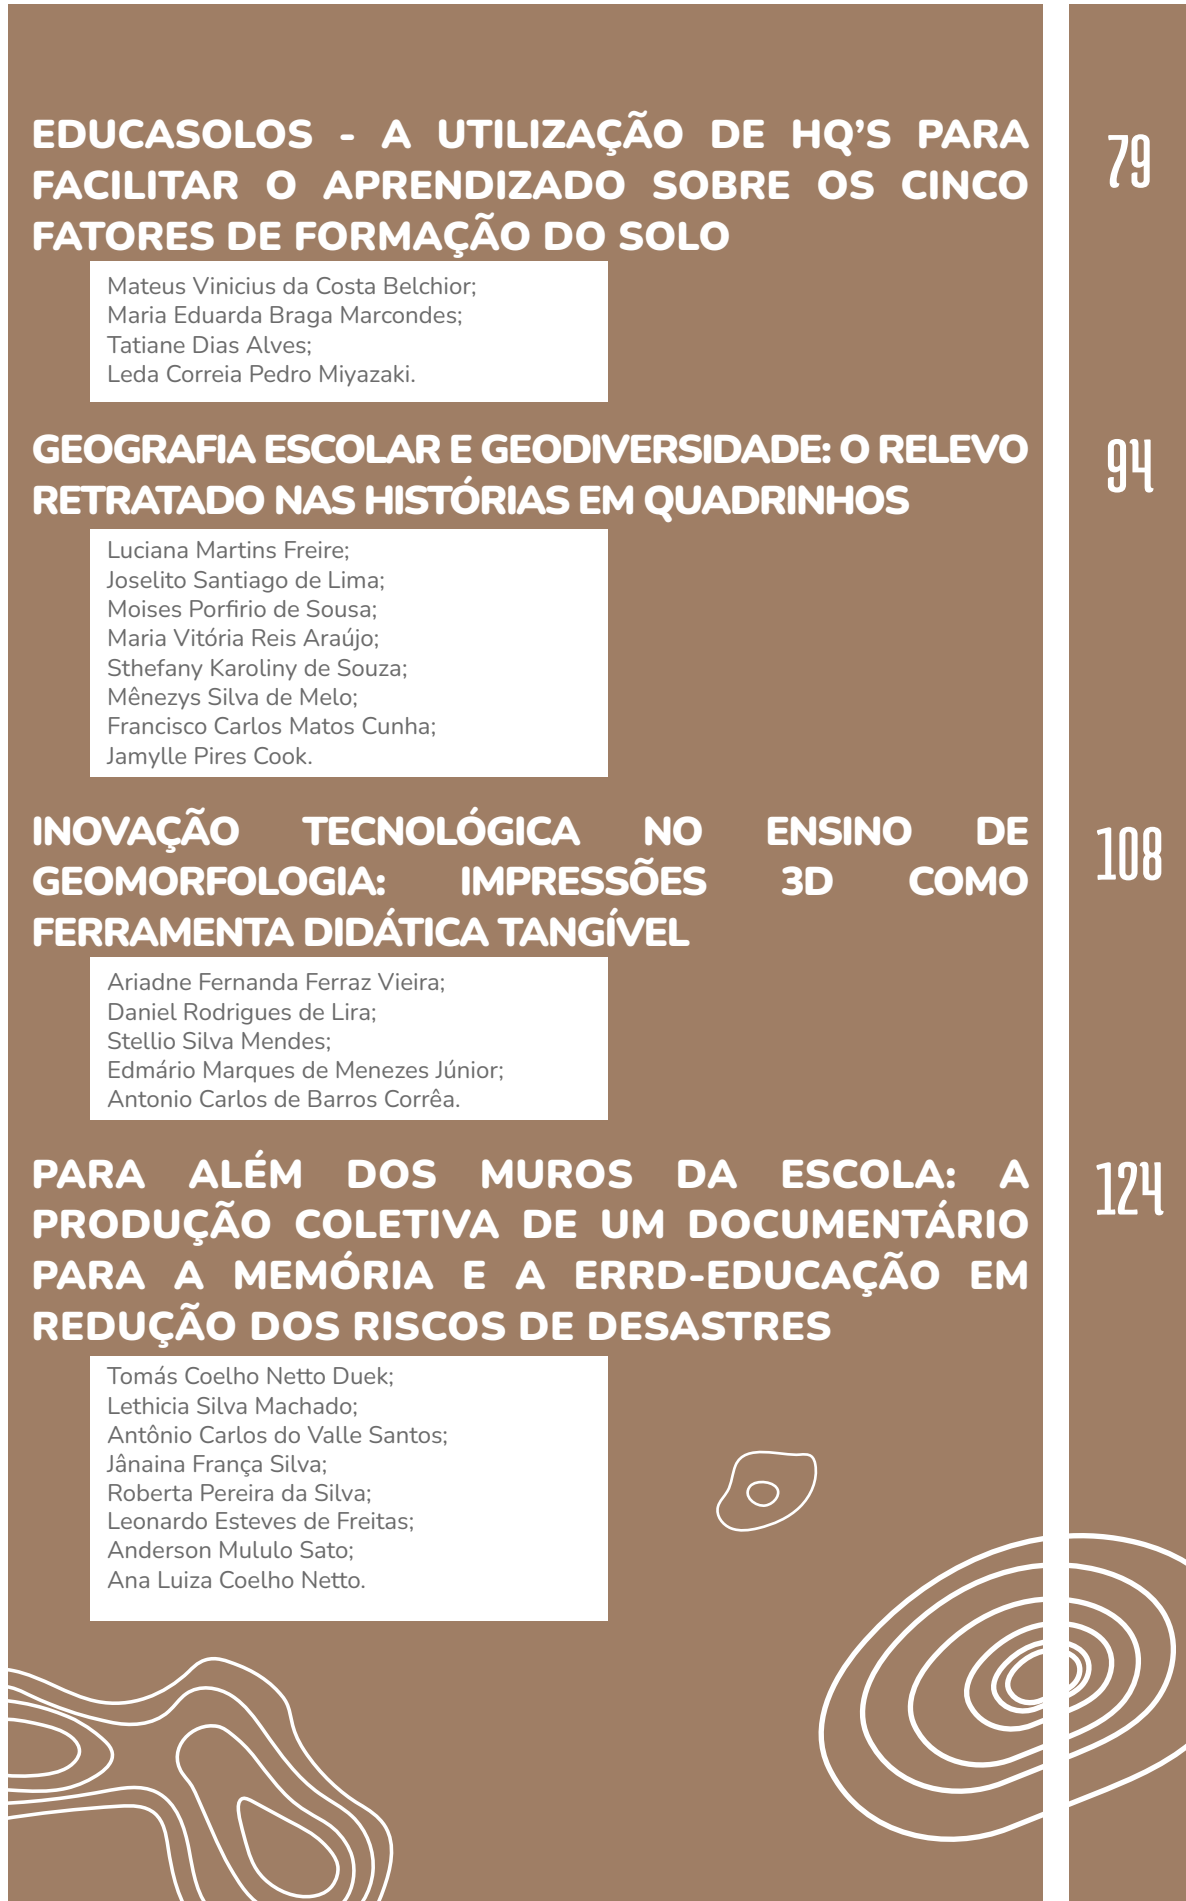 EDUCASOLOS - A UTILIZAÇÃO DE HQ’S PARA
FACILITAR O APRENDIZADO SOBRE OS CINCO
FATORES DE FORMAÇÃO DO SOLO
79
Mateus Vinicius da Costa Belchior;
Maria Eduarda Braga Marcondes;
Tatiane Dias Alves;
Leda Correia Pedro Miyazaki.
GEOGRAFIA ESCOLAR E GEODIVERSIDADE: O RELEVO
RETRATADO NAS HISTÓRIAS EM QUADRINHOS
94
Luciana Martins Freire;
Joselito Santiago de Lima;
Moises Porfirio de Sousa;
Maria Vitória Reis Araújo;
Sthefany Karoliny de Souza;
Mênezys Silva de Melo;
Francisco Carlos Matos Cunha;
Jamylle Pires Cook.
INOVAÇÃO TECNOLÓGICA NO ENSINO DE
GEOMORFOLOGIA: IMPRESSÕES 3D COMO
FERRAMENTA DIDÁTICA TANGÍVEL
108
Ariadne Fernanda Ferraz Vieira;
Daniel Rodrigues de Lira;
Stellio Silva Mendes;
Edmário Marques de Menezes Júnior;
Antonio Carlos de Barros Corrêa.
PARA ALÉM DOS MUROS DA ESCOLA: A
PRODUÇÃO COLETIVA DE UM DOCUMENTÁRIO
PARA A MEMÓRIA E A ERRD-EDUCAÇÃO EM
REDUÇÃO DOS RISCOS DE DESASTRES
124
Tomás Coelho Netto Duek;
Lethicia Silva Machado;
Antônio Carlos do Valle Santos;
Jânaina França Silva;
Roberta Pereira da Silva;
Leonardo Esteves de Freitas;
Anderson Mululo Sato;
Ana Luiza Coelho Netto.